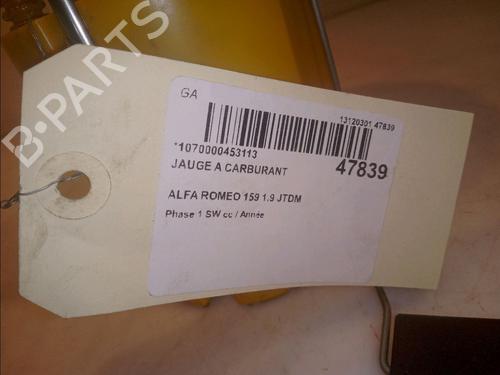 B-PARTS
GA
13120301 47839
*1070000453113
47839
JAUGE A CARBURANT
ALFA ROMEO 159 1.9 JTDM
Phase 1 SW cc / Année